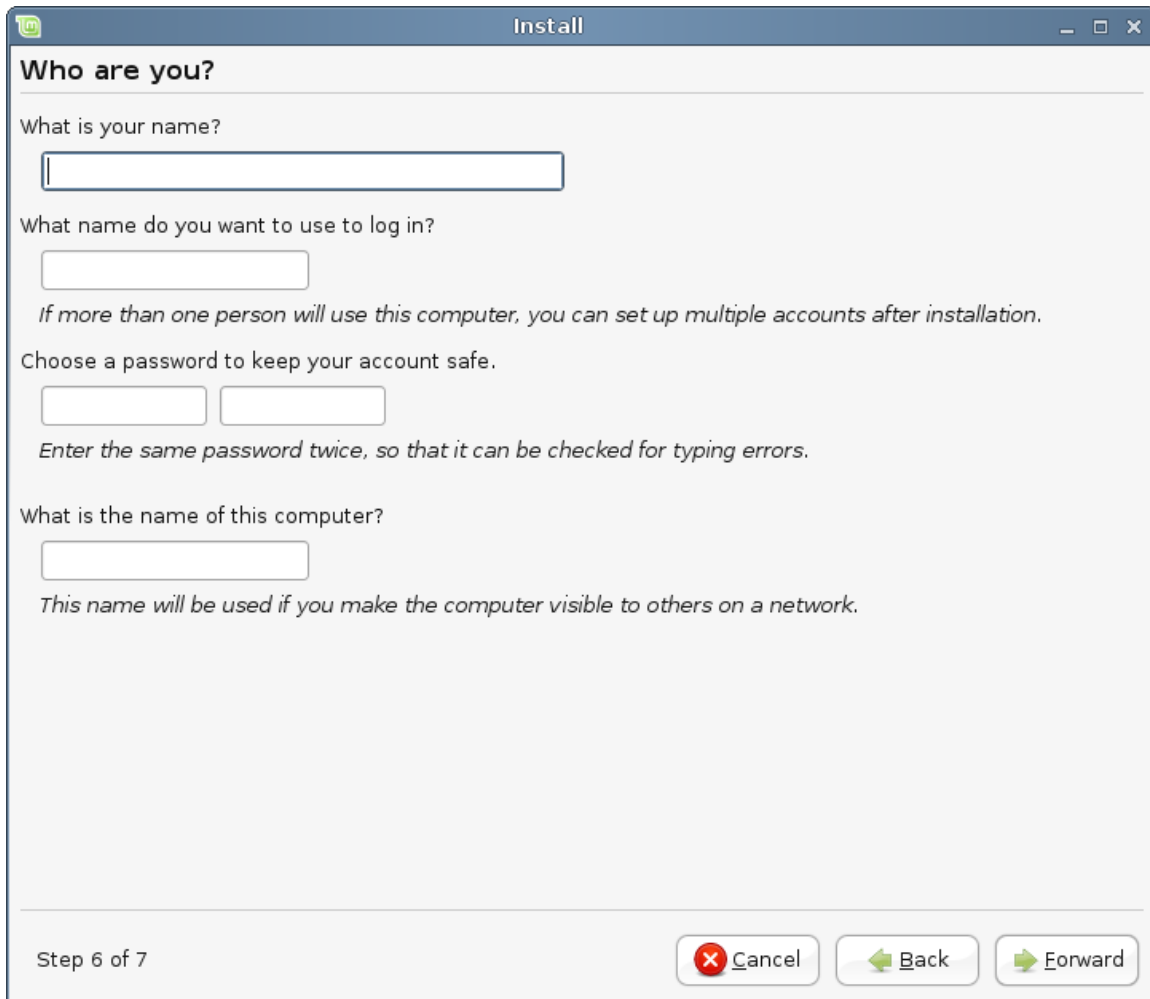 Install
Who are you?
What is your name?
What name do you want to use to log in?
If more than one person will use this computer, you can set up multiple accounts after installation.
Choose a password to keep your account safe.
Enter the same password twice, so that it can be checked for typing errors.
What is the name of this computer?
This name will be used if you make the computer visible to others on a network.
Step 6 of 7 Cancel Back Forward